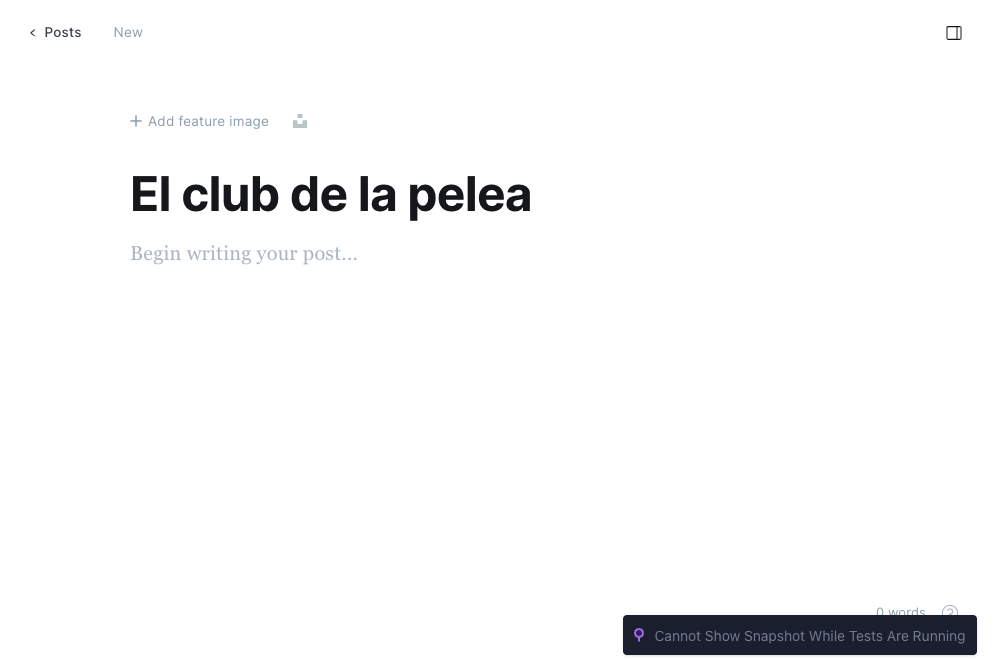 Posts New
Add feature image
El club de la pelea
Begin writing your post...
0 words ?
Cannot Show Snapshot While Tests Are Running